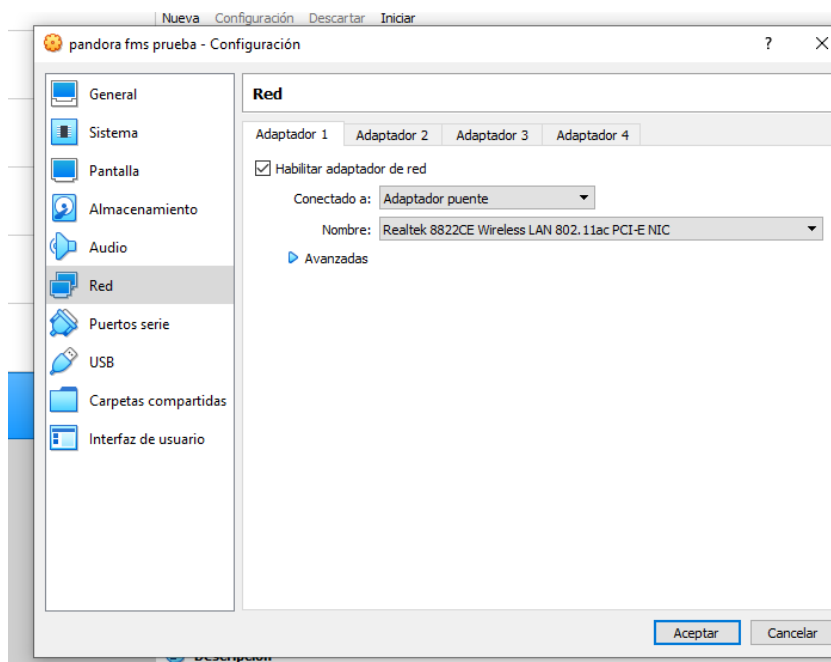 Nueva Configuración Descartar Iniciar
pandora fms prueba - Configuración
?
General
Sistema
Pantalla
Almacenamiento
Audio
Red
Puertos serie
USB
Carpetas compartidas
Interfaz de usuario
Red
Adaptador 1 Adaptador 2 Adaptador 3 Adaptador 4
Habilitar adaptador de red
Conectado a: Adaptador puente
Nombre: Realtek 8822CE Wireless LAN 802.11ac PCI-E NIC
Avanzadas
Aceptar Cancelar
Descripción